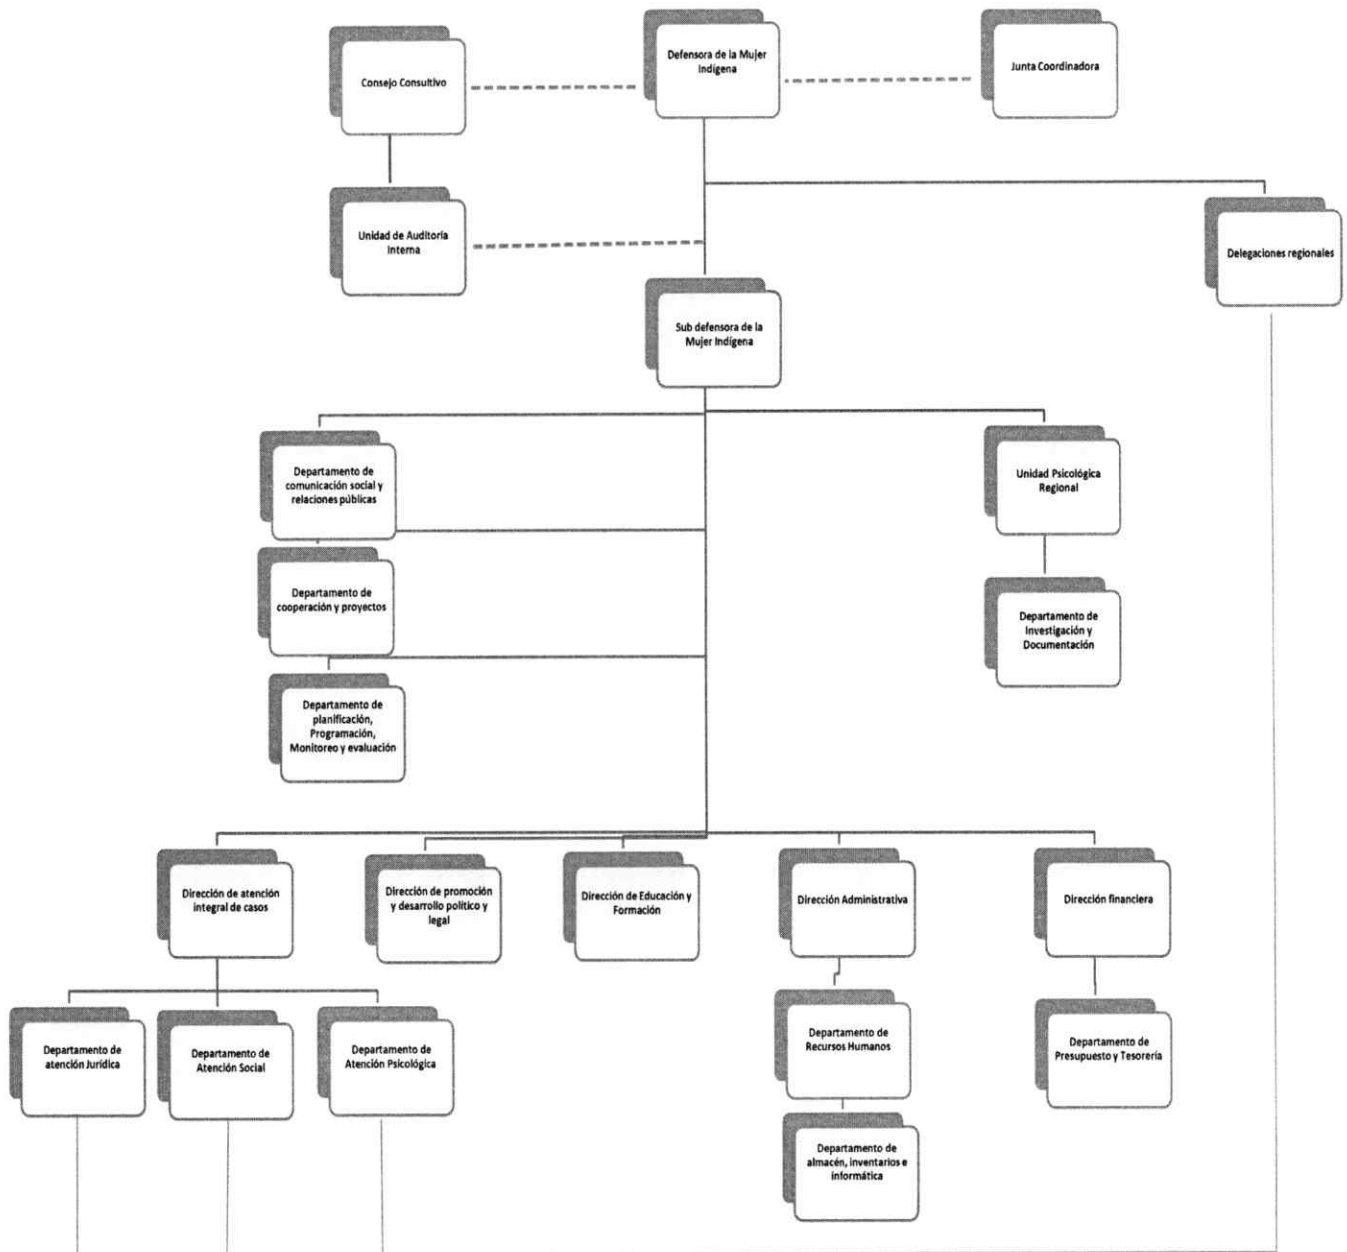 Consejo Consultivo
Defensora de la Mujer
Indígena
Junta Coordinadora
Unidad de Auditoría
Interna
Delegaciones regionales
Sub defensora de la
Mujer Indígena
Departamento de
comunicación social y
relaciones públicas
Unidad Psicológica
Regional
Departamento de
cooperación y proyectos
Departamento de
Investigación y
Documentación
Departamento de
planificación,
Programación,
Monitoreo y evaluación
Dirección de atención
integral de casos
Dirección de promoción
y desarrollo político y
legal
Dirección de Educación y
Formación
Dirección Administrativa
Dirección financiera
Departamento de
atención Jurídica
Departamento de
Atención Social
Departamento de
Atención Psicológica
Departamento de
Recursos Humanos
Departamento de
Presupuesto y Tesorería
Departamento de
almacén, inventarios e
informática